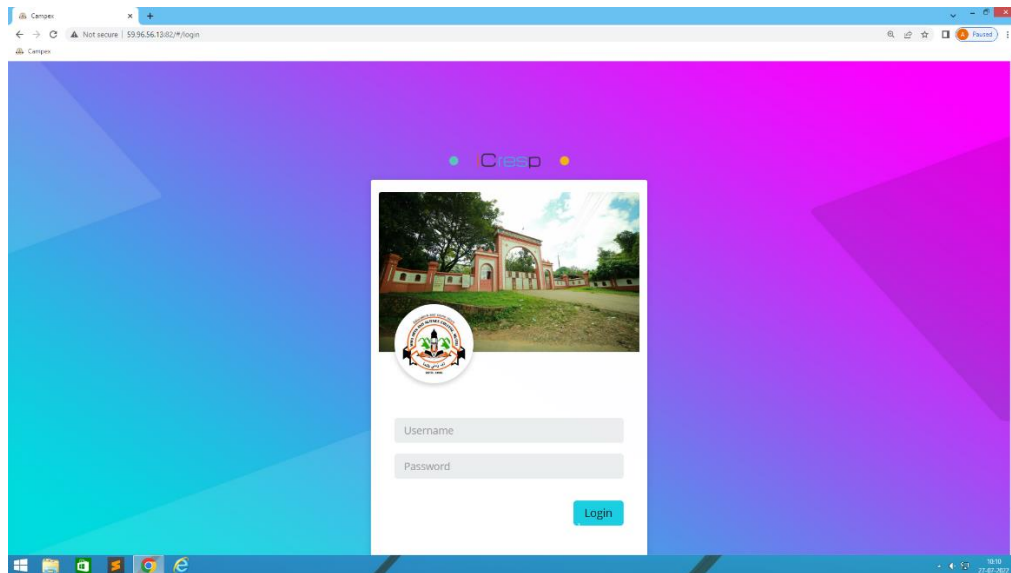 Campex
Not secure | 59.96.56.13:82/#/login
Paused
Campex
Cresp
Username
Password
Login
10:10
27-07-2022